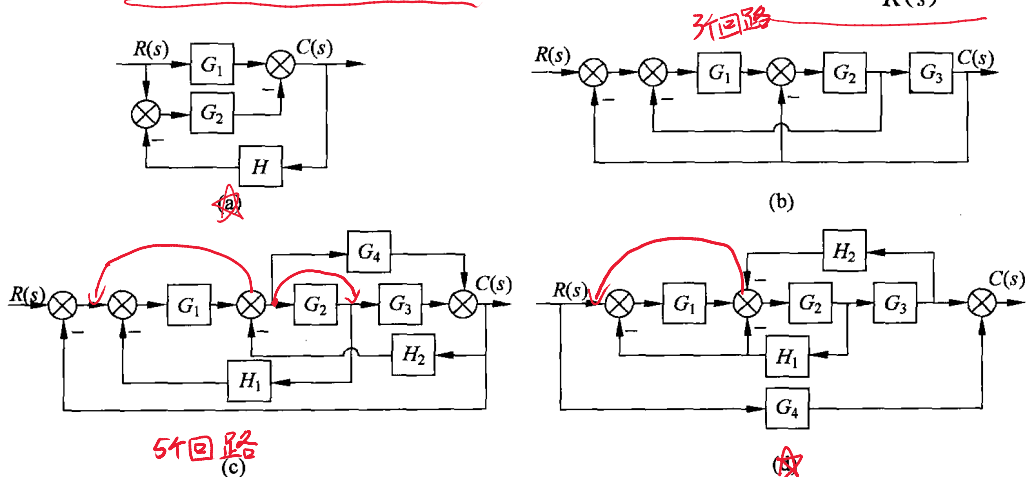 R(s)
3个回路
R(s) G₁ C(s)
−
G₂
−
H
(a)
R(s) − − G₁ − G₂ G₃ C(s)
(b)
G₄
R(s) − − G₁ − G₂ G₃ C(s)
H₂
H₁
5个回路
(c)
H₂
−
R(s) − G₁ − G₂ G₃ C(s)
H₁
G₄
(d)